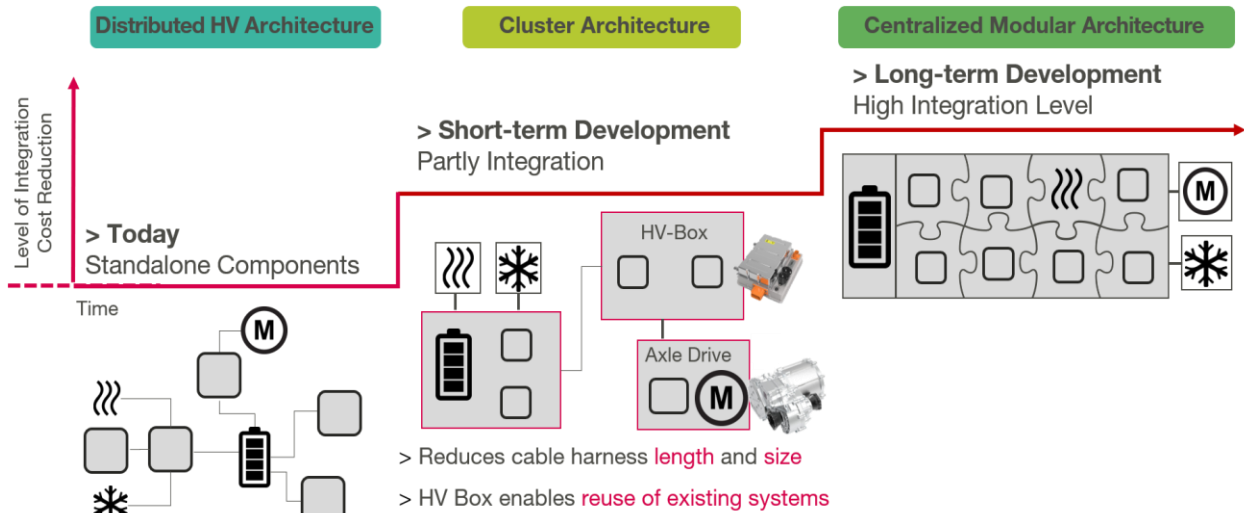 Distributed HV Architecture
Cluster Architecture
Centralized Modular Architecture
Level of Integration
Cost Reduction
> Today
Standalone Components
Time
M
> Short-term Development
Partly Integration
HV-Box
Axle Drive
M
> Reduces cable harness length and size
> HV Box enables reuse of existing systems
> Long-term Development
High Integration Level
M